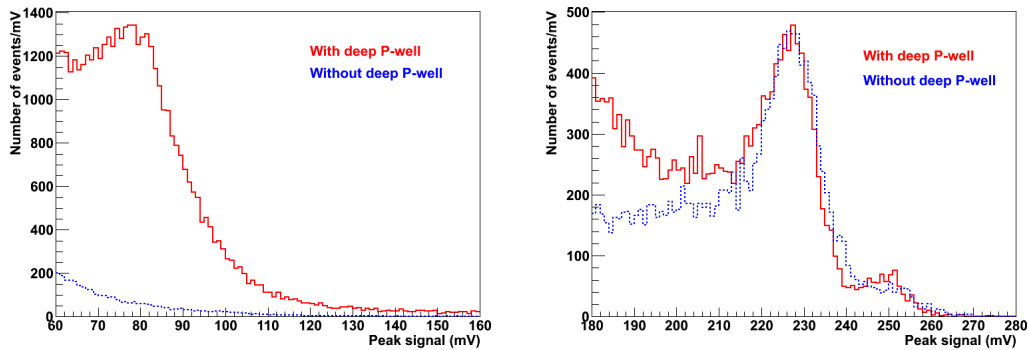 Number of events/mV
1400
1200
1000
800
600
400
200
0
With deep P-well
Without deep P-well
60 70 80 90 100 110 120 130 140 150 160
Peak signal (mV)
Number of events/mV
500
400
300
200
100
0
With deep P-well
Without deep P-well
180 190 200 210 220 230 240 250 260 270 280
Peak signal (mV)